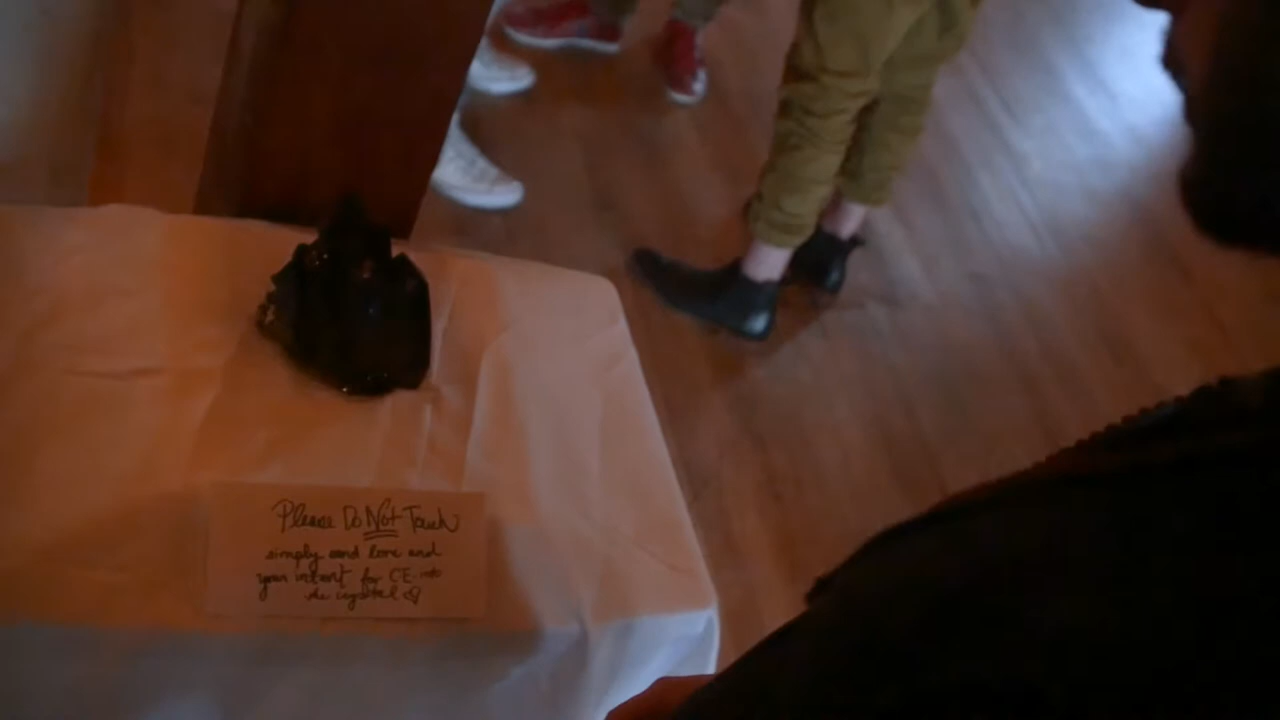 Please Do Not Touch
simply send love and
your intent for CE into
the crystal